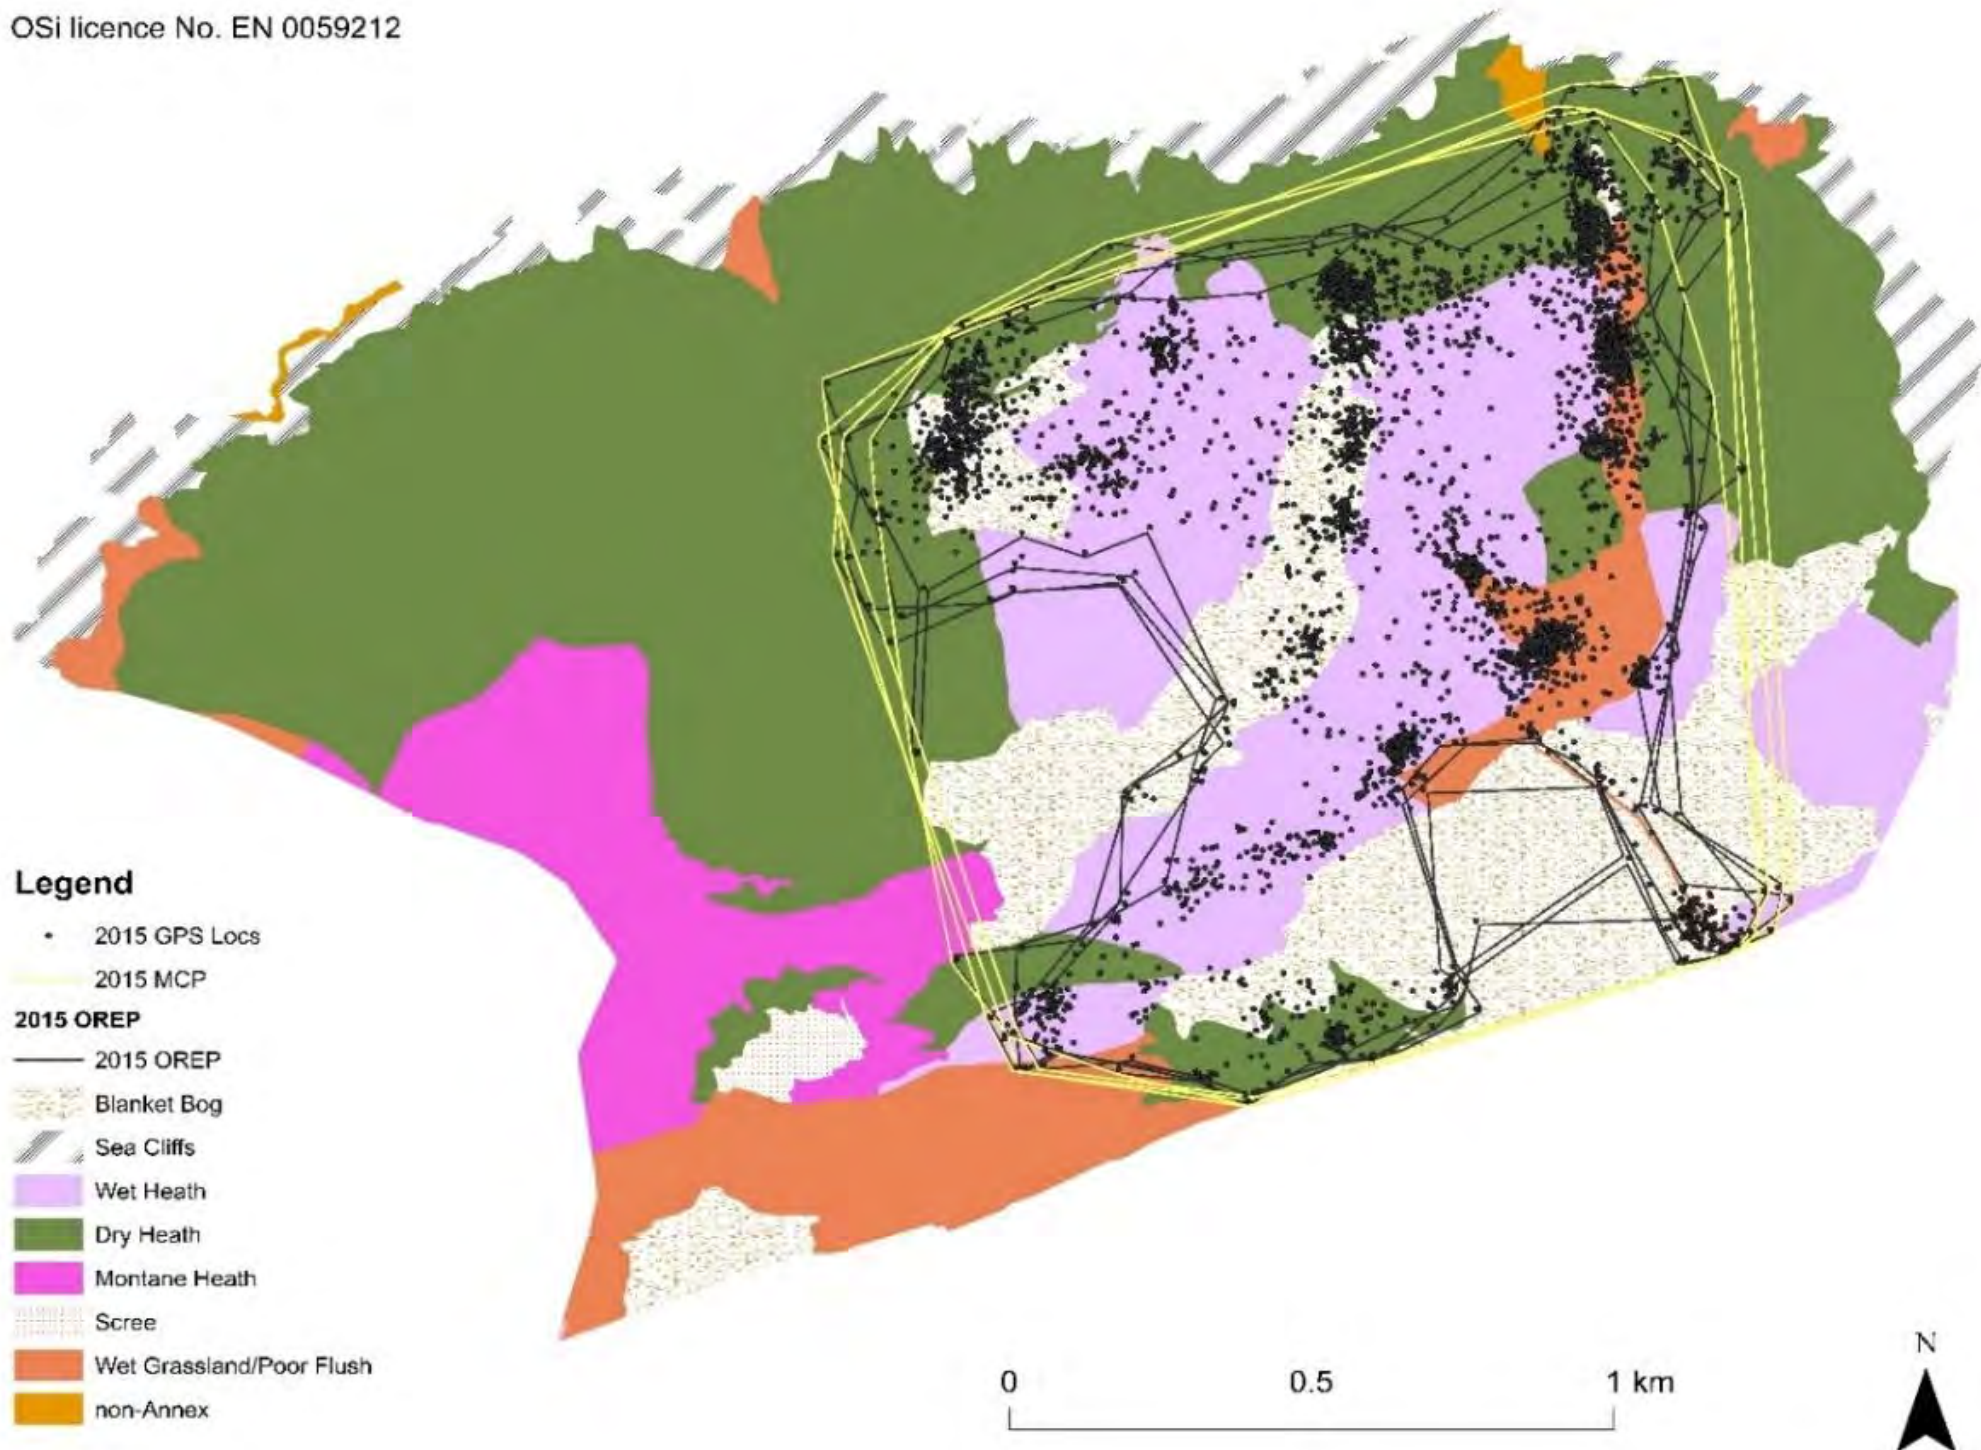 OSi licence No. EN 0059212
Legend
2015 GPS Locs
2015 MCP
2015 OREP
2015 OREP
Blanket Bog
Sea Cliffs
Wet Heath
Dry Heath
Montane Heath
Scree
Wet Grassland/Poor Flush
non-Annex
0 0.5 1 km
N